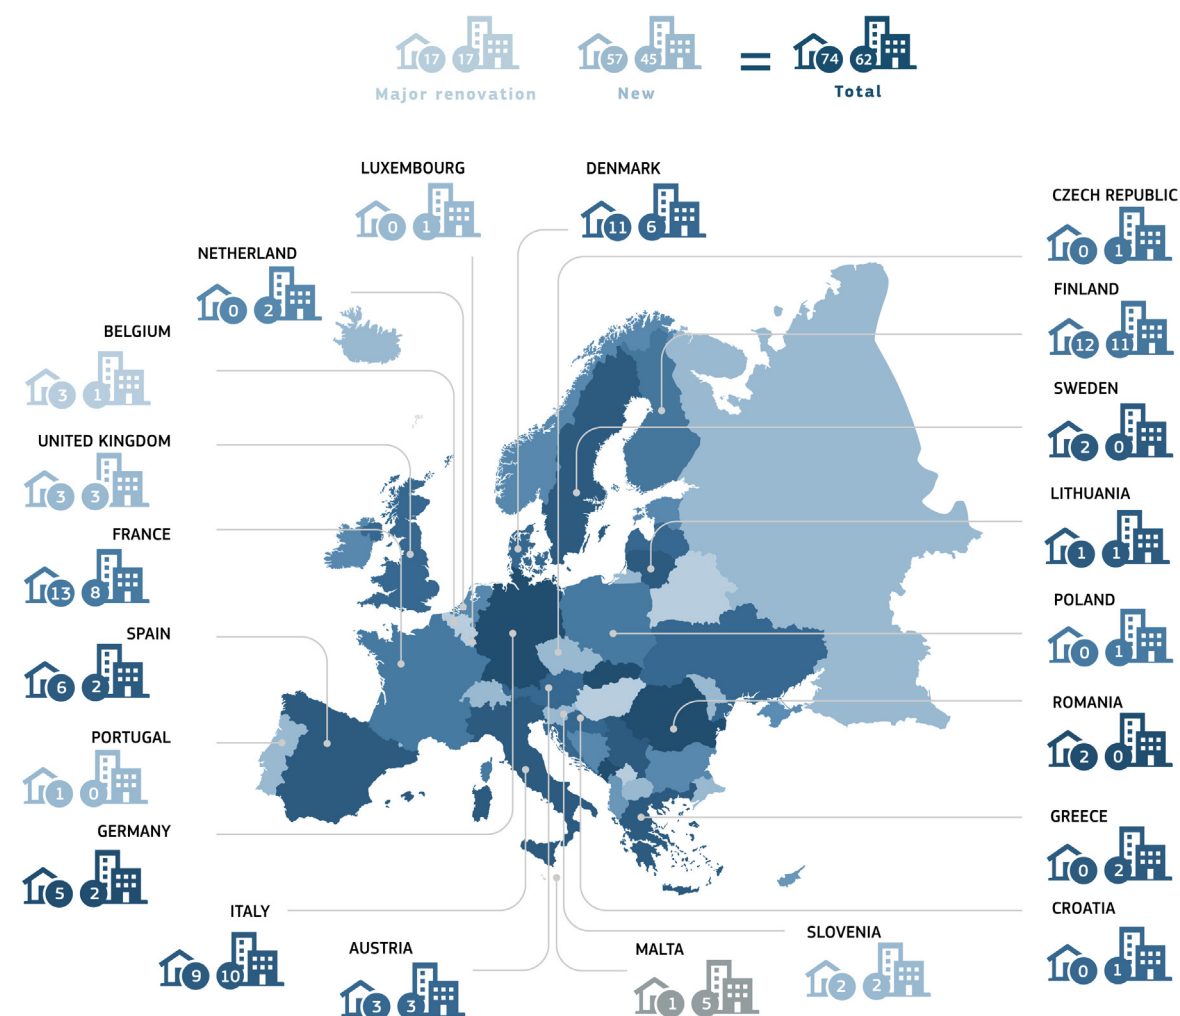 17 17 57 45 = 74 62
Major renovation New Total
LUXEMBOURG
0 1
DENMARK
11 6
CZECH REPUBLIC
0 1
NETHERLAND
0 2
FINLAND
12 11
BELGIUM
3 1
SWEDEN
2 0
UNITED KINGDOM
3 3
LITHUANIA
1 1
FRANCE
13 8
POLAND
0 1
SPAIN
6 2
ROMANIA
2 0
PORTUGAL
1 0
GREECE
0 2
GERMANY
5 2
CROATIA
0 1
ITALY
9 10
AUSTRIA
3 3
MALTA
1 5
SLOVENIA
2 2